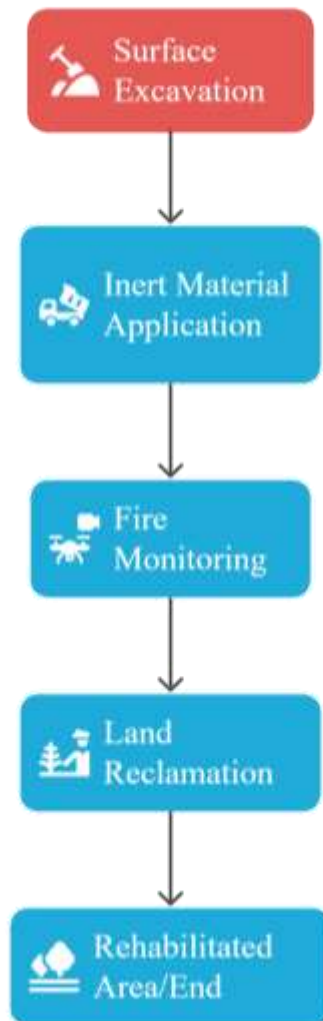 Surface
Excavation
Inert Material
Application
Fire
Monitoring
Land
Reclamation
Rehabilitated
Area/End